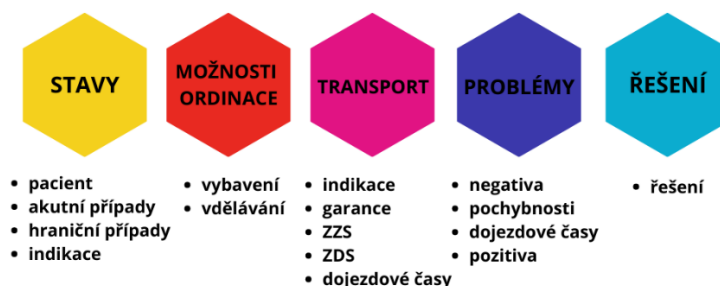 STAVY
MOŽNOSTI
ORDINACE
TRANSPORT
PROBLÉMY
ŘEŠENÍ
• pacient
• akutní případy
• hraniční případy
• indikace
• vybavení
• vdělávání
• indikace
• garance
• ZZS
• ZDS
• dojezdové časy
• negativa
• pochybnosti
• dojezdové časy
• pozitiva
• řešení